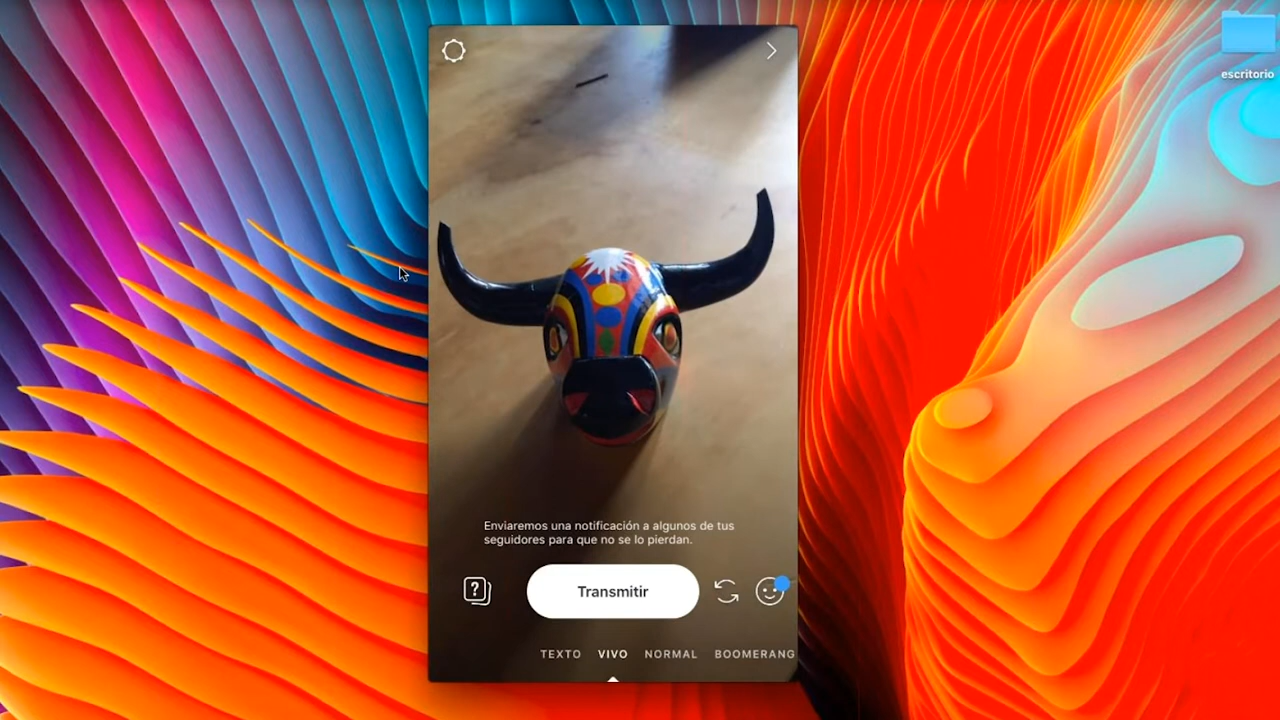 escritorio
Enviaremos una notificación a algunos de tus
seguidores para que no se lo pierdan.
?
Transmitir
TEXTO VIVO NORMAL BOOMERANG